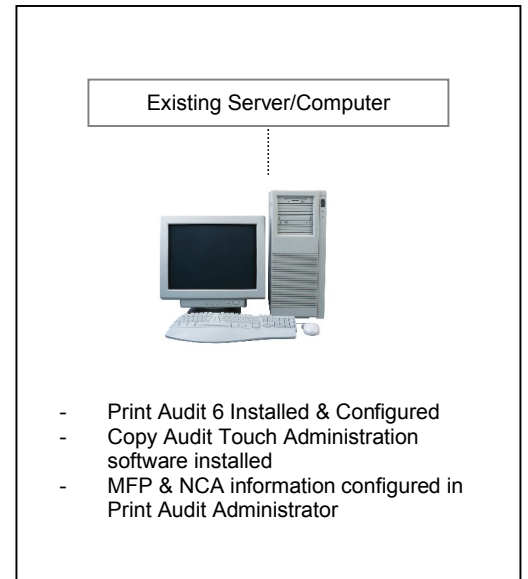 Existing Server/Computer
- Print Audit 6 Installed & Configured
- Copy Audit Touch Administration
software installed
- MFP & NCA information configured in
Print Audit Administrator